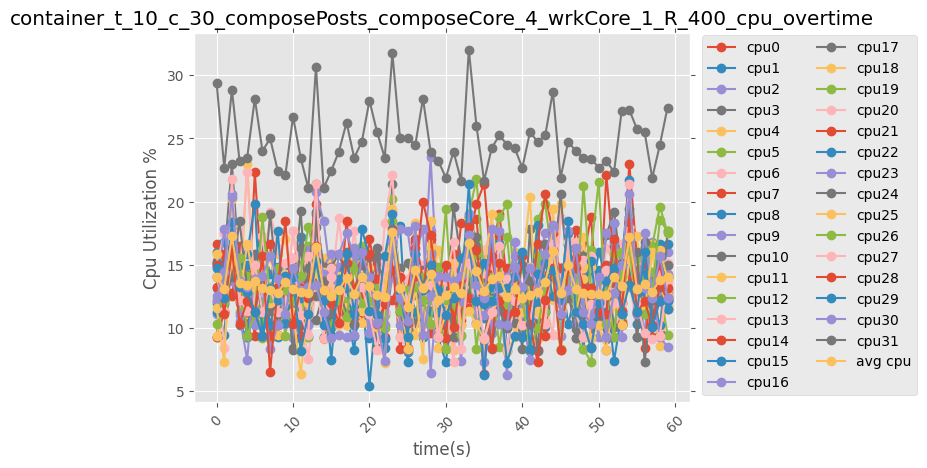 container_t_10_c_30_composePosts_composeCore_4_wrkCore_1_R_400_cpu_overtime
Cpu Utilization %
30
25
20
15
10
5
0
10
20
30
40
50
60
time(s)
cpu0
cpu1
cpu2
cpu3
cpu4
cpu5
cpu6
cpu7
cpu8
cpu9
cpu10
cpu11
cpu12
cpu13
cpu14
cpu15
cpu16
cpu17
cpu18
cpu19
cpu20
cpu21
cpu22
cpu23
cpu24
cpu25
cpu26
cpu27
cpu28
cpu29
cpu30
cpu31
avg cpu